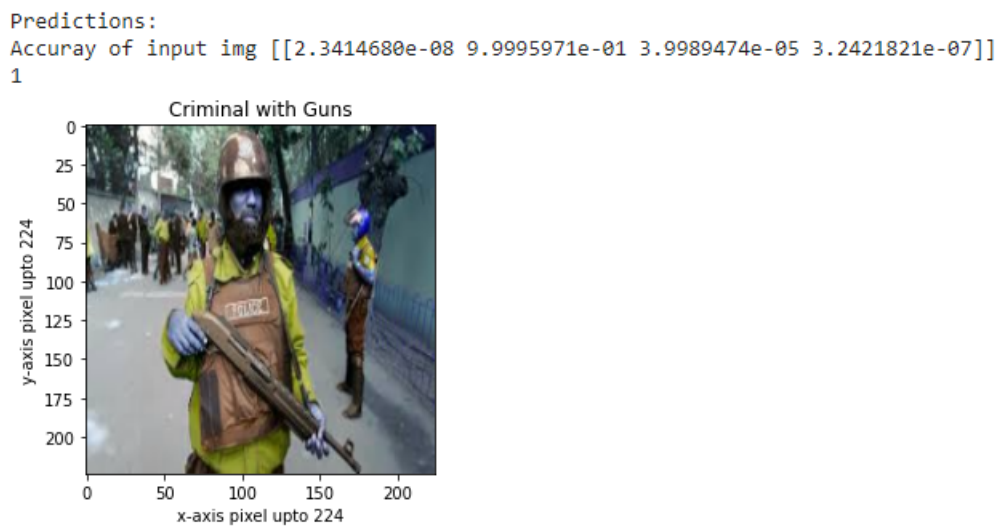 Predictions:
Accuray of input img [[2.3414680e-08 9.9995971e-01 3.9989474e-05 3.2421821e-07]]
1
Criminal with Guns
0
25
50
75
100
125
150
175
200
y-axis pixel upto 224
0 50 100 150 200
x-axis pixel upto 224